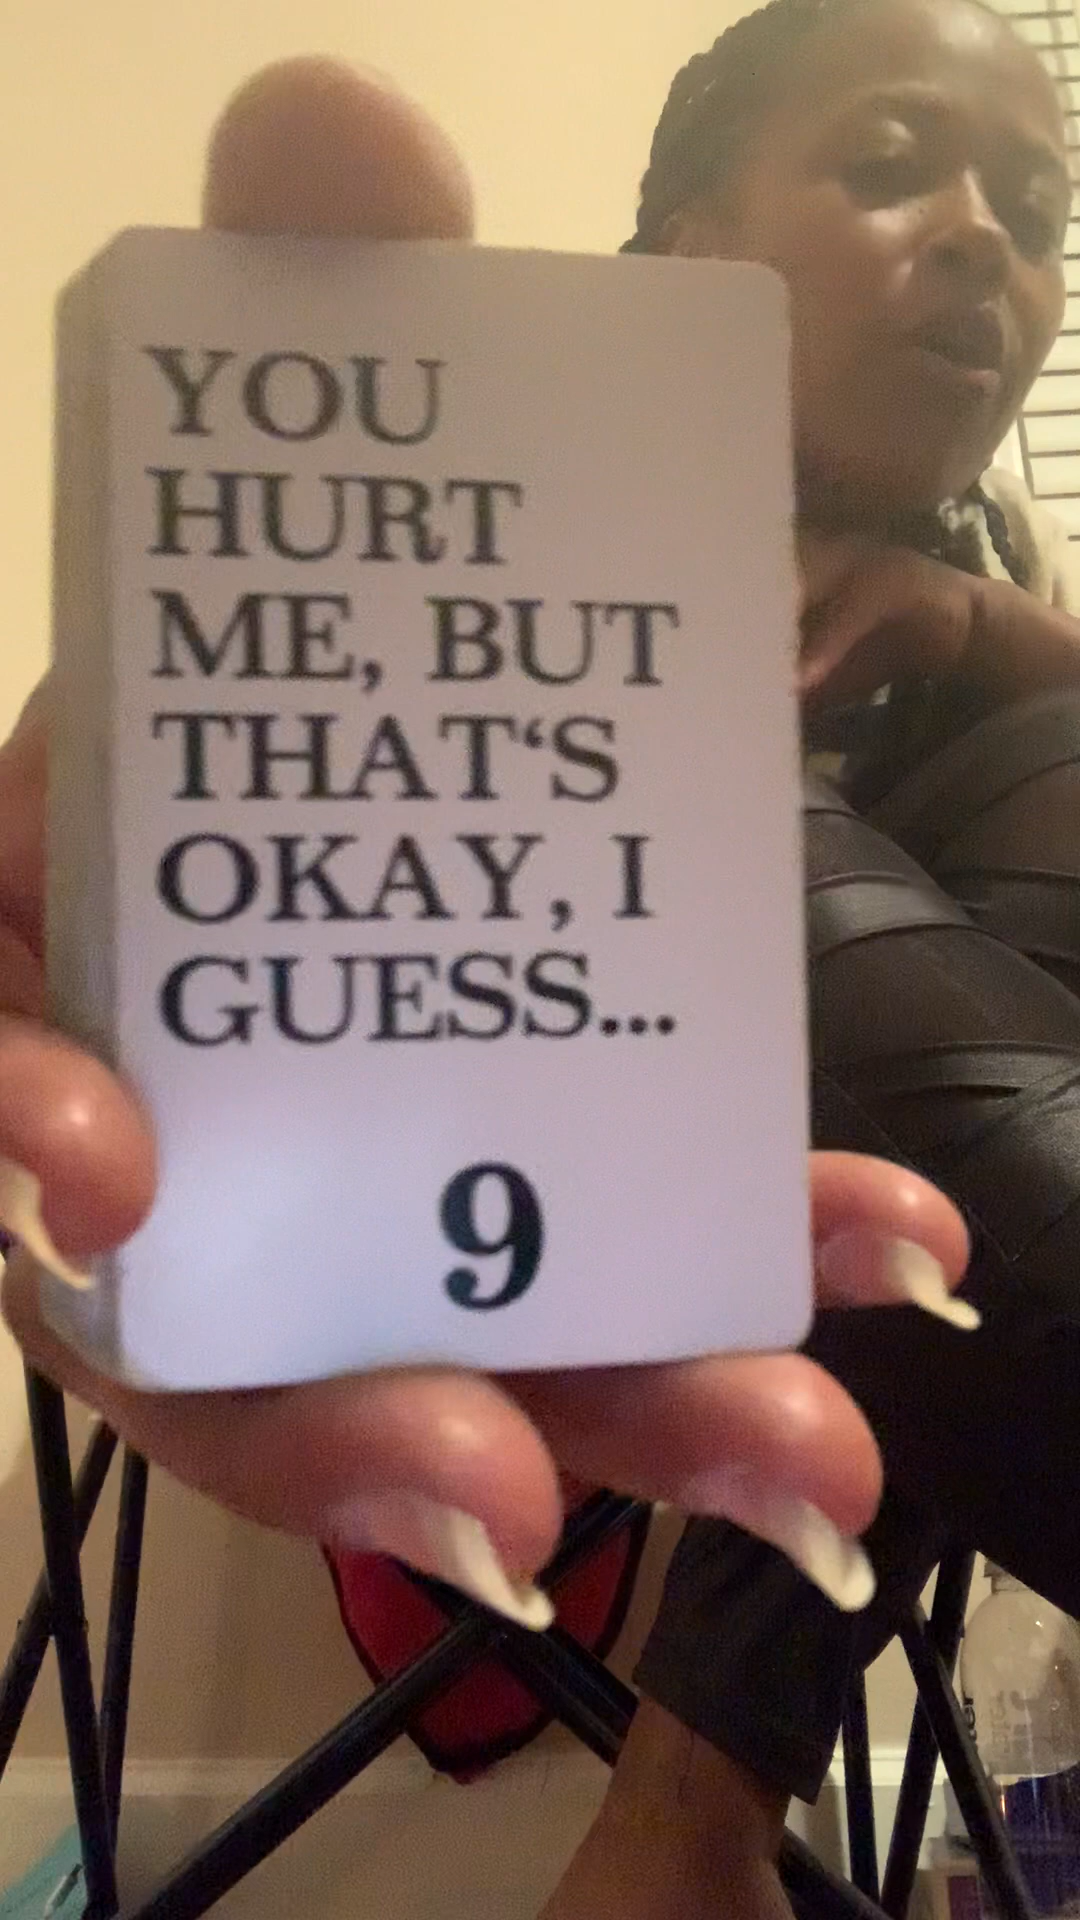 YOU
HURT
ME, BUT
THAT‘S
OKAY, I
GUESS...
9